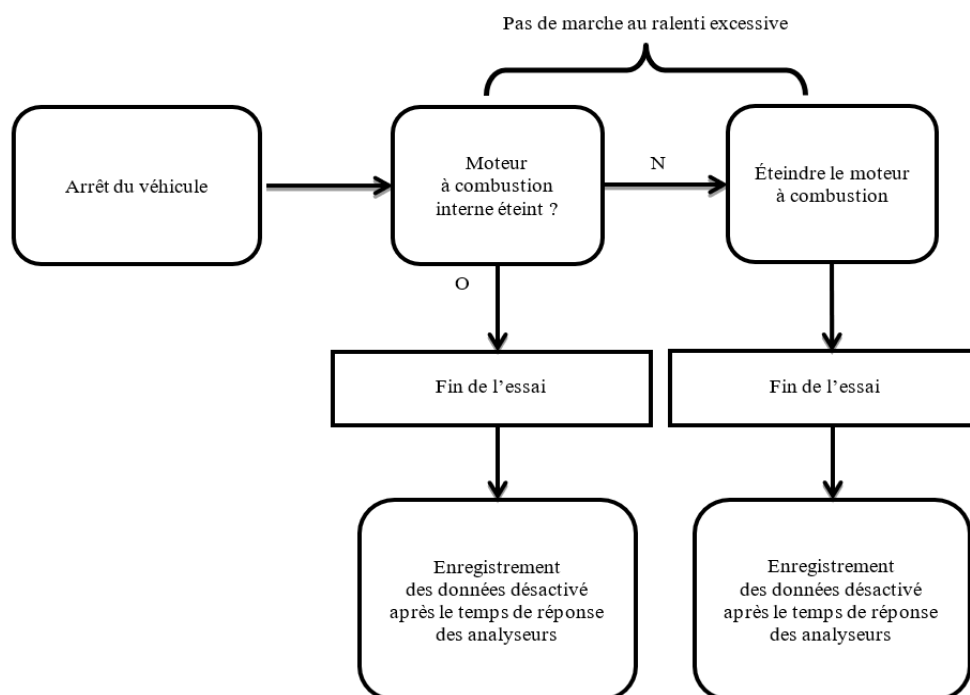 Pas de marche au ralenti excessive
Arrêt du véhicule
Moteur
à combustion
interne éteint ?
N
Éteindre le moteur
à combustion
O
Fin de l’essai
Fin de l’essai
Enregistrement
des données désactivé
après le temps de réponse
des analyseurs
Enregistrement
des données désactivé
après le temps de réponse
des analyseurs